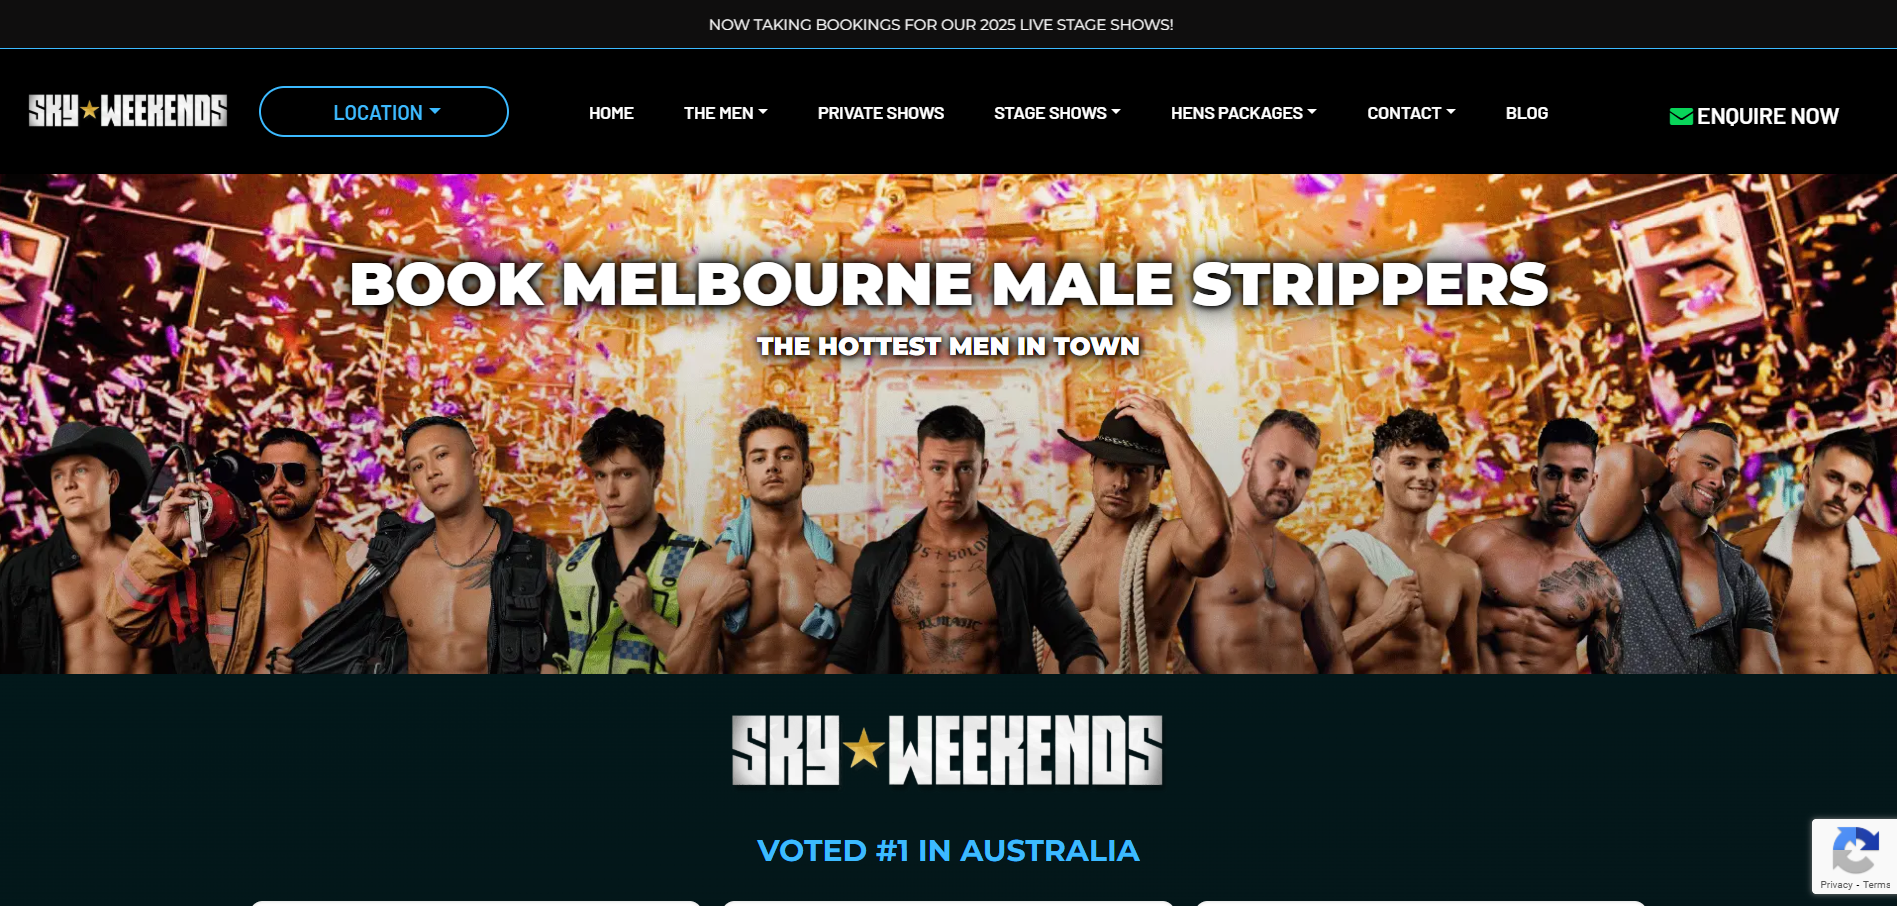 NOW TAKING BOOKINGS FOR OUR 2025 LIVE STAGE SHOWS!
SKY WEEKENDS
LOCATION
HOME
THE MEN
PRIVATE SHOWS
STAGE SHOWS
HENS PACKAGES
CONTACT
BLOG
ENQUIRE NOW
BOOK MELBOURNE MALE STRIPPERS
THE HOTTEST MEN IN TOWN
SKY WEEKENDS
VOTED #1 IN AUSTRALIA
Privacy - Terms